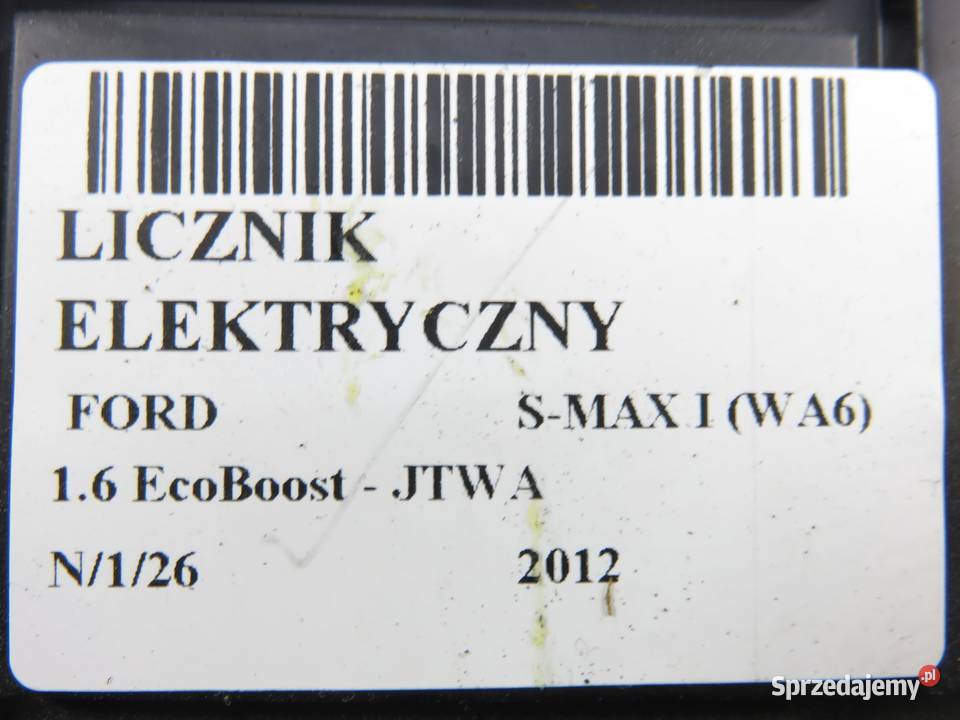 LICZNIK
ELEKTRYCZNY
FORD S-MAX I (WA6)
1.6 EcoBoost - JTWA
N/1/26 2012
Sprzedajemy.pl